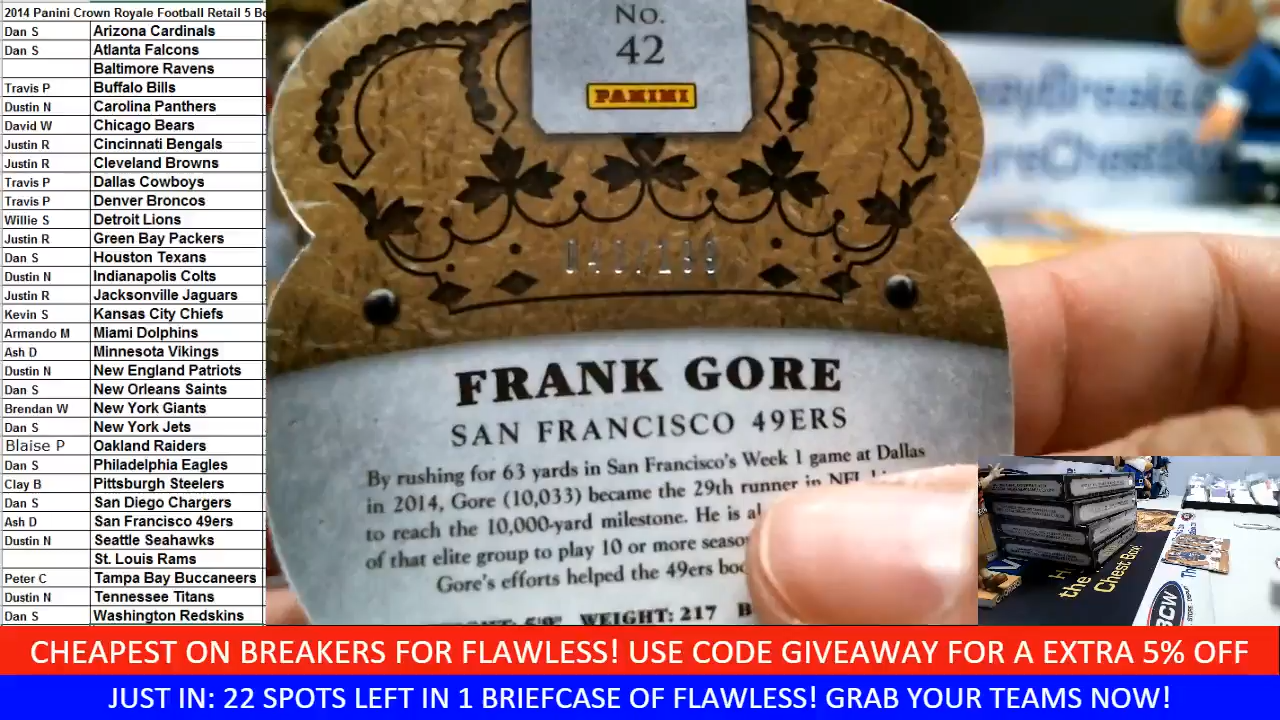 2014 Panini Crown Royale Football Retail 5 Bo
Dan S Arizona Cardinals
Dan S Atlanta Falcons
Baltimore Ravens
Travis P Buffalo Bills
Dustin N Carolina Panthers
David W Chicago Bears
Justin R Cincinnati Bengals
Justin R Cleveland Browns
Travis P Dallas Cowboys
Travis P Denver Broncos
Willie S Detroit Lions
Justin R Green Bay Packers
Dan S Houston Texans
Dustin N Indianapolis Colts
Justin R Jacksonville Jaguars
Kevin S Kansas City Chiefs
Armando M Miami Dolphins
Ash D Minnesota Vikings
Dustin N New England Patriots
Dan S New Orleans Saints
Brendan W New York Giants
Dan S New York Jets
Blaise P Oakland Raiders
Dan S Philadelphia Eagles
Clay B Pittsburgh Steelers
Dan S San Diego Chargers
Ash D San Francisco 49ers
Dustin N Seattle Seahawks
St. Louis Rams
Peter C Tampa Bay Buccaneers
Dustin N Tennessee Titans
Dan S Washington Redskins
No.
42
PANINI
FRANK GORE
SAN FRANCISCO 49ERS
By rushing for 63 yards in San Francisco's Week 1 game at Dallas
in 2014, Gore (10,033) became the 29th runner in NFL
to reach the 10,000-yard milestone. He is
of that elite group to play 10 or more
Gore's efforts helped the 49ers
WEIGHT: 217
the
Chest
BCW
CHEAPEST ON BREAKERS FOR FLAWLESS! USE CODE GIVEAWAY FOR A EXTRA 5% OFF
JUST IN: 22 SPOTS LEFT IN 1 BRIEFCASE OF FLAWLESS! GRAB YOUR TEAMS NOW!